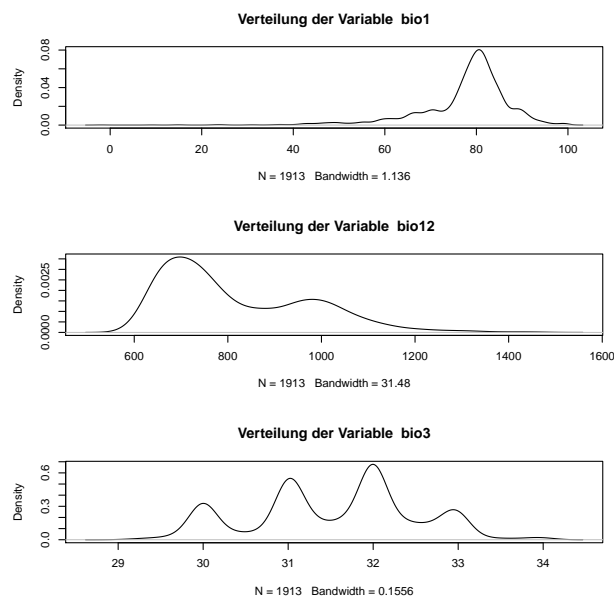 Verteilung der Variable bio1
Density
0.00 0.04 0.08
0 20 40 60 80 100
N = 1913 Bandwidth = 1.136
Verteilung der Variable bio12
Density
0.0000 0.0025
600 800 1000 1200 1400 1600
N = 1913 Bandwidth = 31.48
Verteilung der Variable bio3
Density
0.0 0.3 0.6
29 30 31 32 33 34
N = 1913 Bandwidth = 0.1556